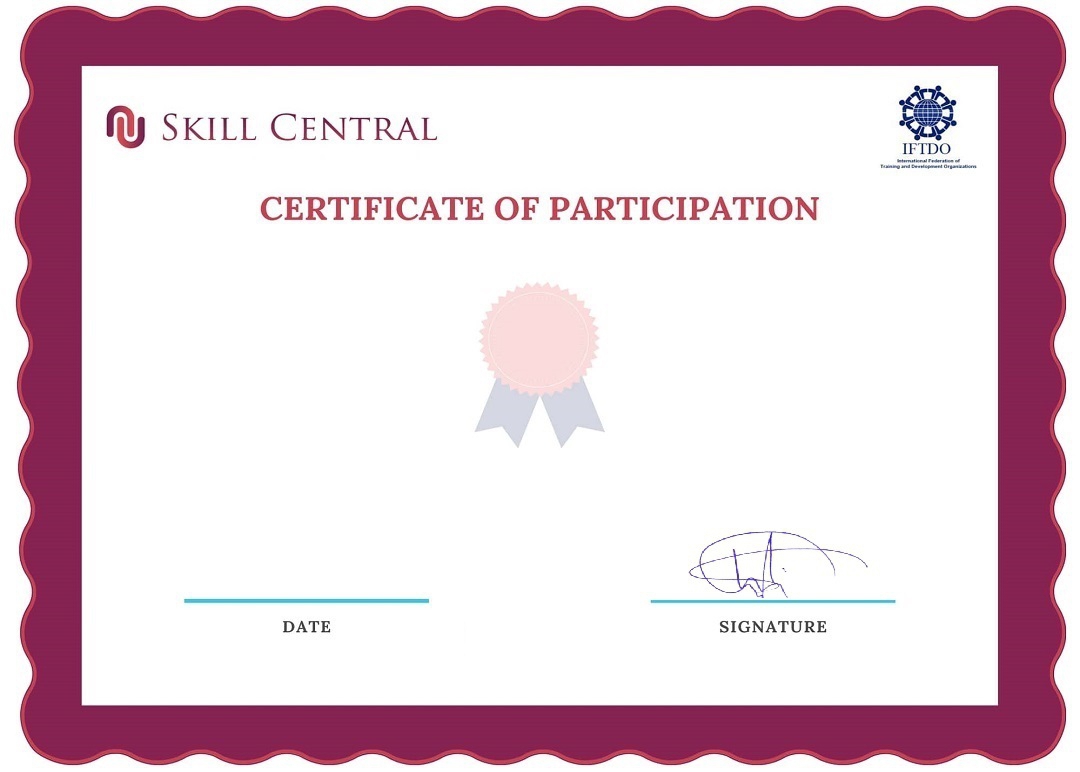 SKILL CENTRAL
IFTDO
International Federation of
Training and Development Organizations
CERTIFICATE OF PARTICIPATION
DATE
SIGNATURE